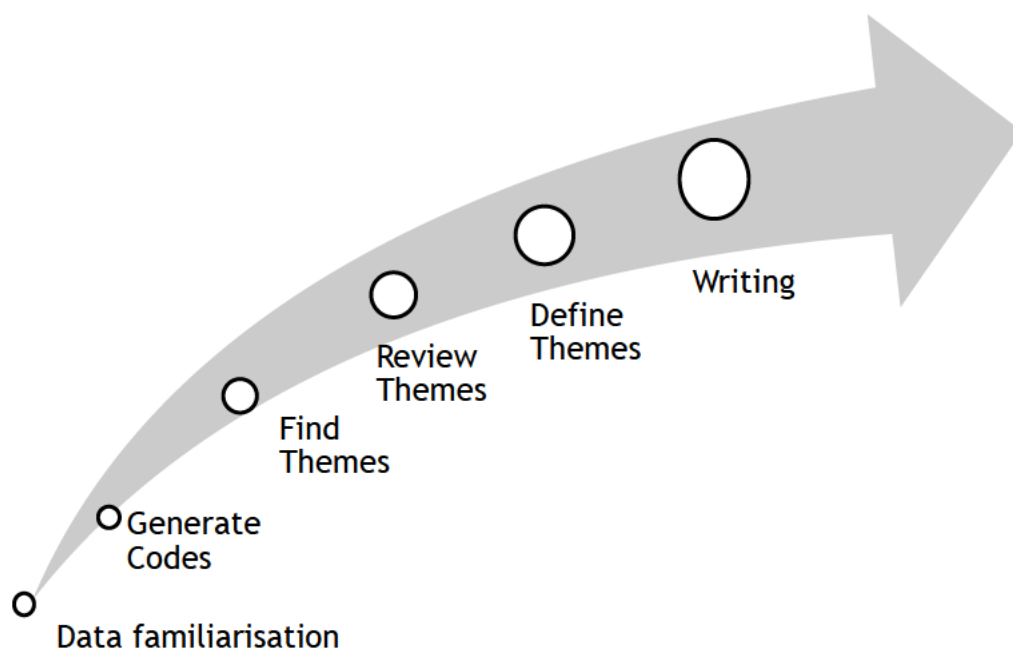 Data familiarisation
Generate
Codes
Find
Themes
Review
Themes
Define
Themes
Writing